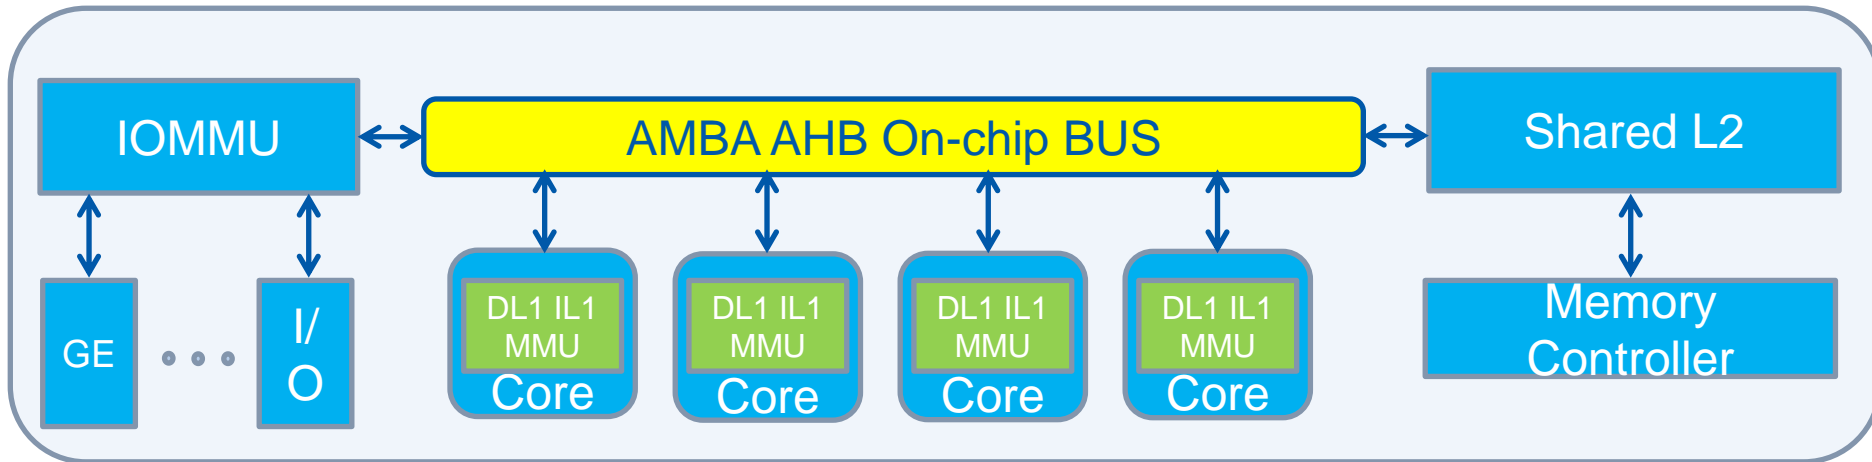 IOMMU
AMBA AHB On-chip BUS
Shared L2
GE
I/
O
DL1 IL1
MMU
Core
DL1 IL1
MMU
Core
DL1 IL1
MMU
Core
DL1 IL1
MMU
Core
Memory
Controller